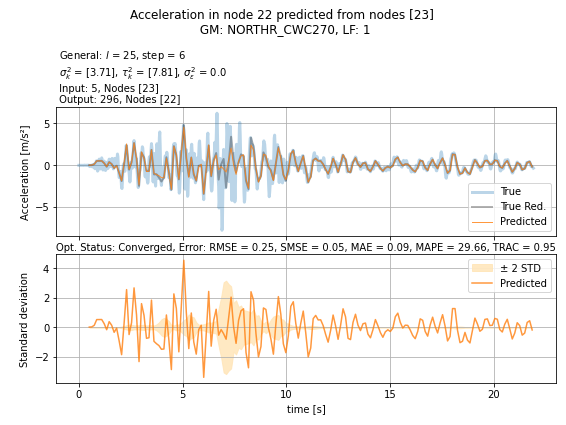 Acceleration in node 22 predicted from nodes [23]
GM: NORTHR_CWC270, LF: 1
General: l = 25, step = 6
σ²ₖ = [3.71], τ²ₖ = [7.81], σ²ε = 0.0
Input: 5, Nodes [23]
Output: 296, Nodes [22]
Acceleration [m/s²]
5
0
−5
True
True Red.
Predicted
Opt. Status: Converged, Error: RMSE = 0.25, SMSE = 0.05, MAE = 0.09, MAPE = 29.66, TRAC = 0.95
Standard deviation
4
2
0
−2
± 2 STD
Predicted
0 5 10 15 20
time [s]